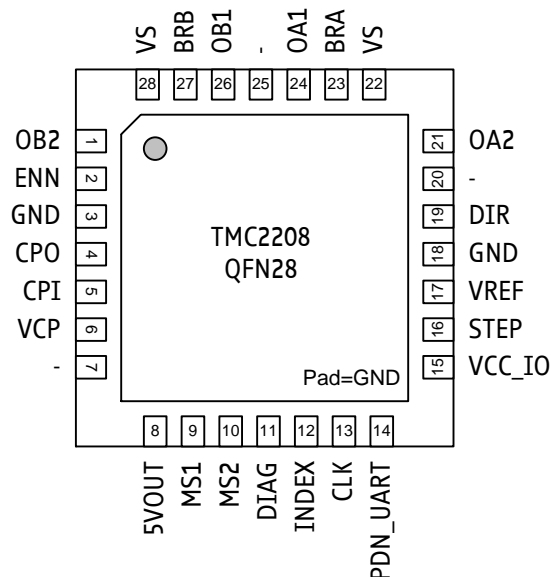 VS BRB OB1 - OA1 BRA VS
28 27 26 25 24 23 22
OB2 1
ENN 2
GND 3
CPO 4
CPI 5
VCP 6
- 7
TMC2208
QFN28
Pad=GND
21 OA2
20 -
19 DIR
18 GND
17 VREF
16 STEP
15 VCC_IO
8 9 10 11 12 13 14
5VOUT MS1 MS2 DIAG INDEX CLK PDN_UART